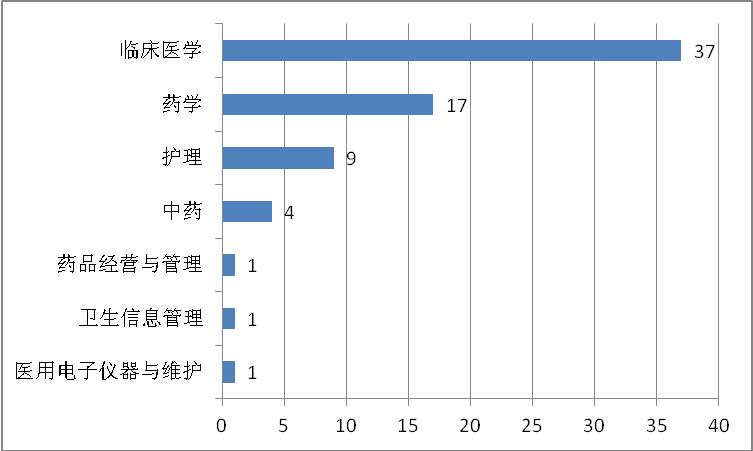 临床医学 37
药学 17
护理 9
中药 4
药品经营与管理 1
卫生信息管理 1
医用电子仪器与维护 1
0 5 10 15 20 25 30 35 40